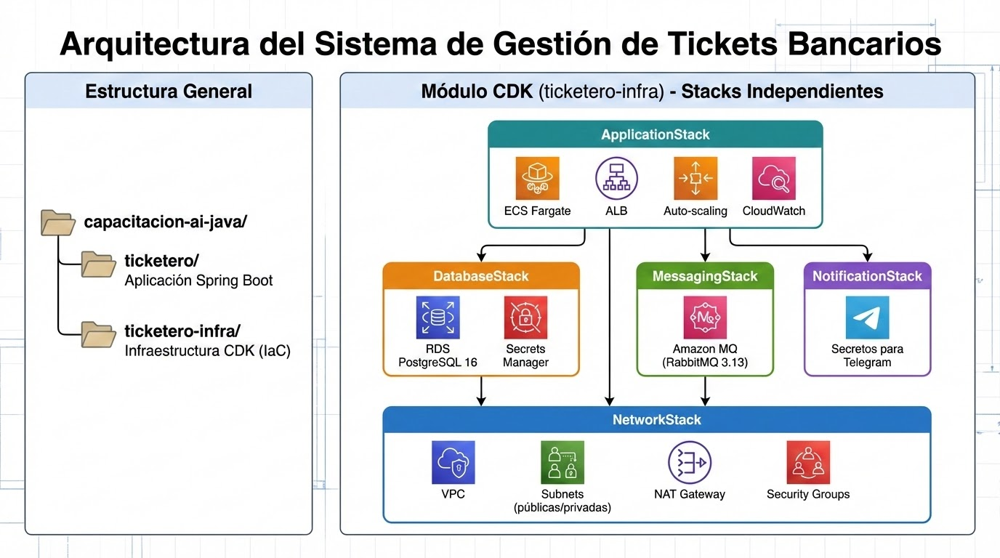 Arquitectura del Sistema de Gestión de Tickets Bancarios
Estructura General
capacitacion-ai-java/
ticketero/
Aplicación Spring Boot
ticketero-infra/
Infraestructura CDK (IaC)
Módulo CDK (ticketero-infra) - Stacks Independientes
ApplicationStack
ECS Fargate
ALB
Auto-scaling
CloudWatch
DatabaseStack
RDS
PostgreSQL 16
Secrets
Manager
MessagingStack
MQ
Amazon MQ
(RabbitMQ 3.13)
NotificationStack
Secretos para
Telegram
NetworkStack
VPC
Subnets
(públicas/privadas)
NAT Gateway
Security Groups